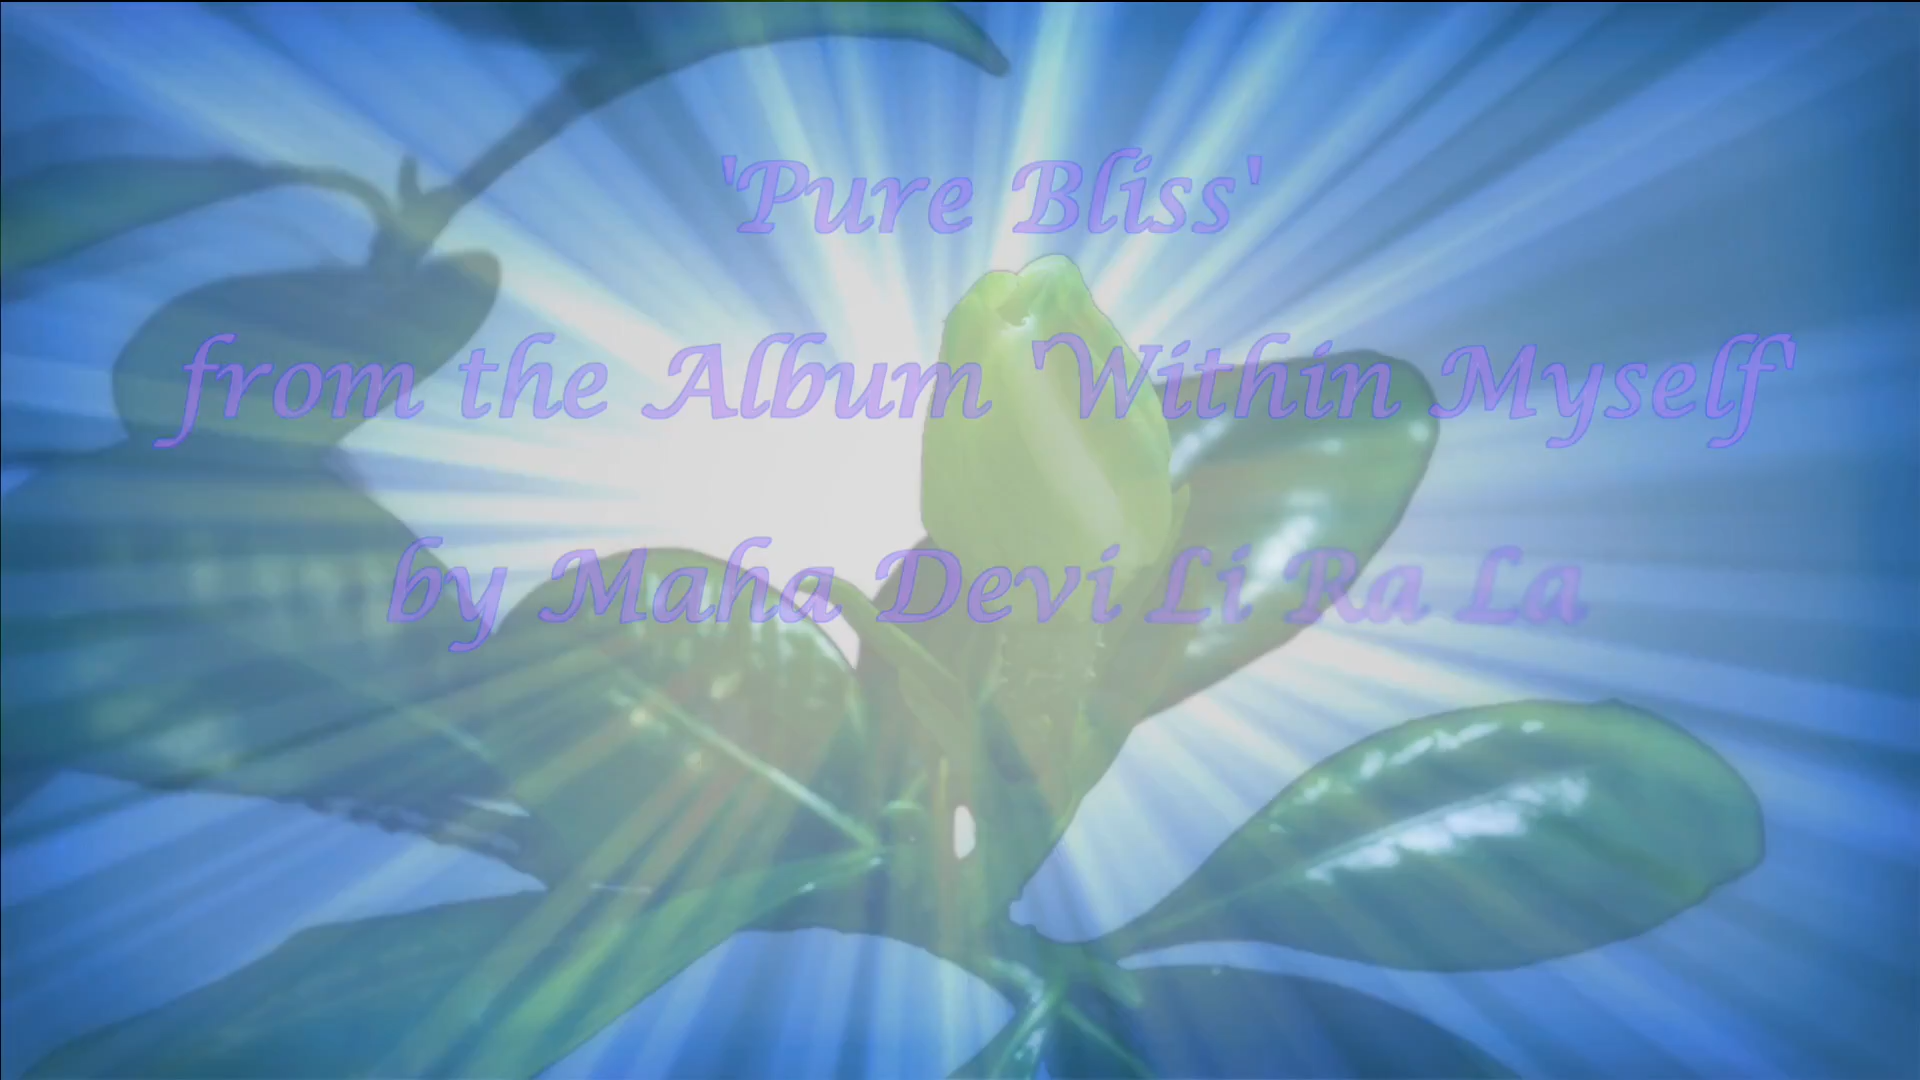 'Pure Bliss'
from the Album 'Within Myself'
by Maha Devi Li Ra La